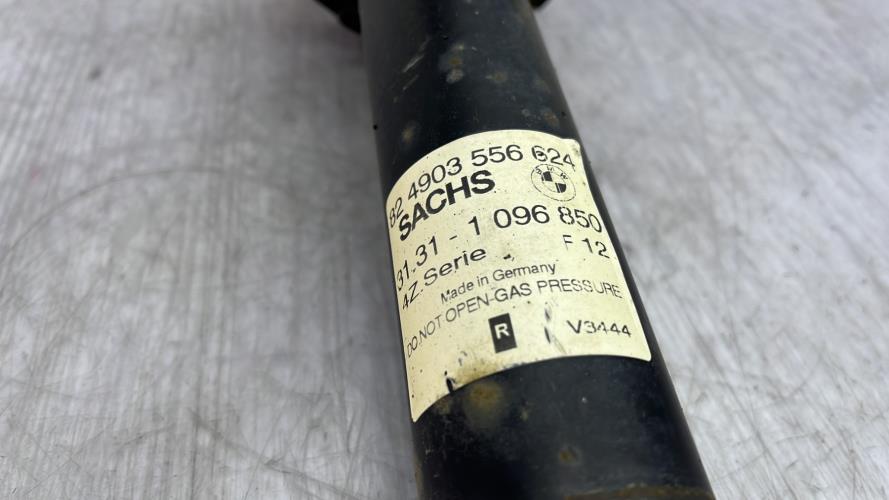 82 4903 556 624
SACHS
BMW
31.31 - 1 096 850
4Z.Serie F 12
Made in Germany
DO NOT OPEN-GAS PRESSURE
R V3444